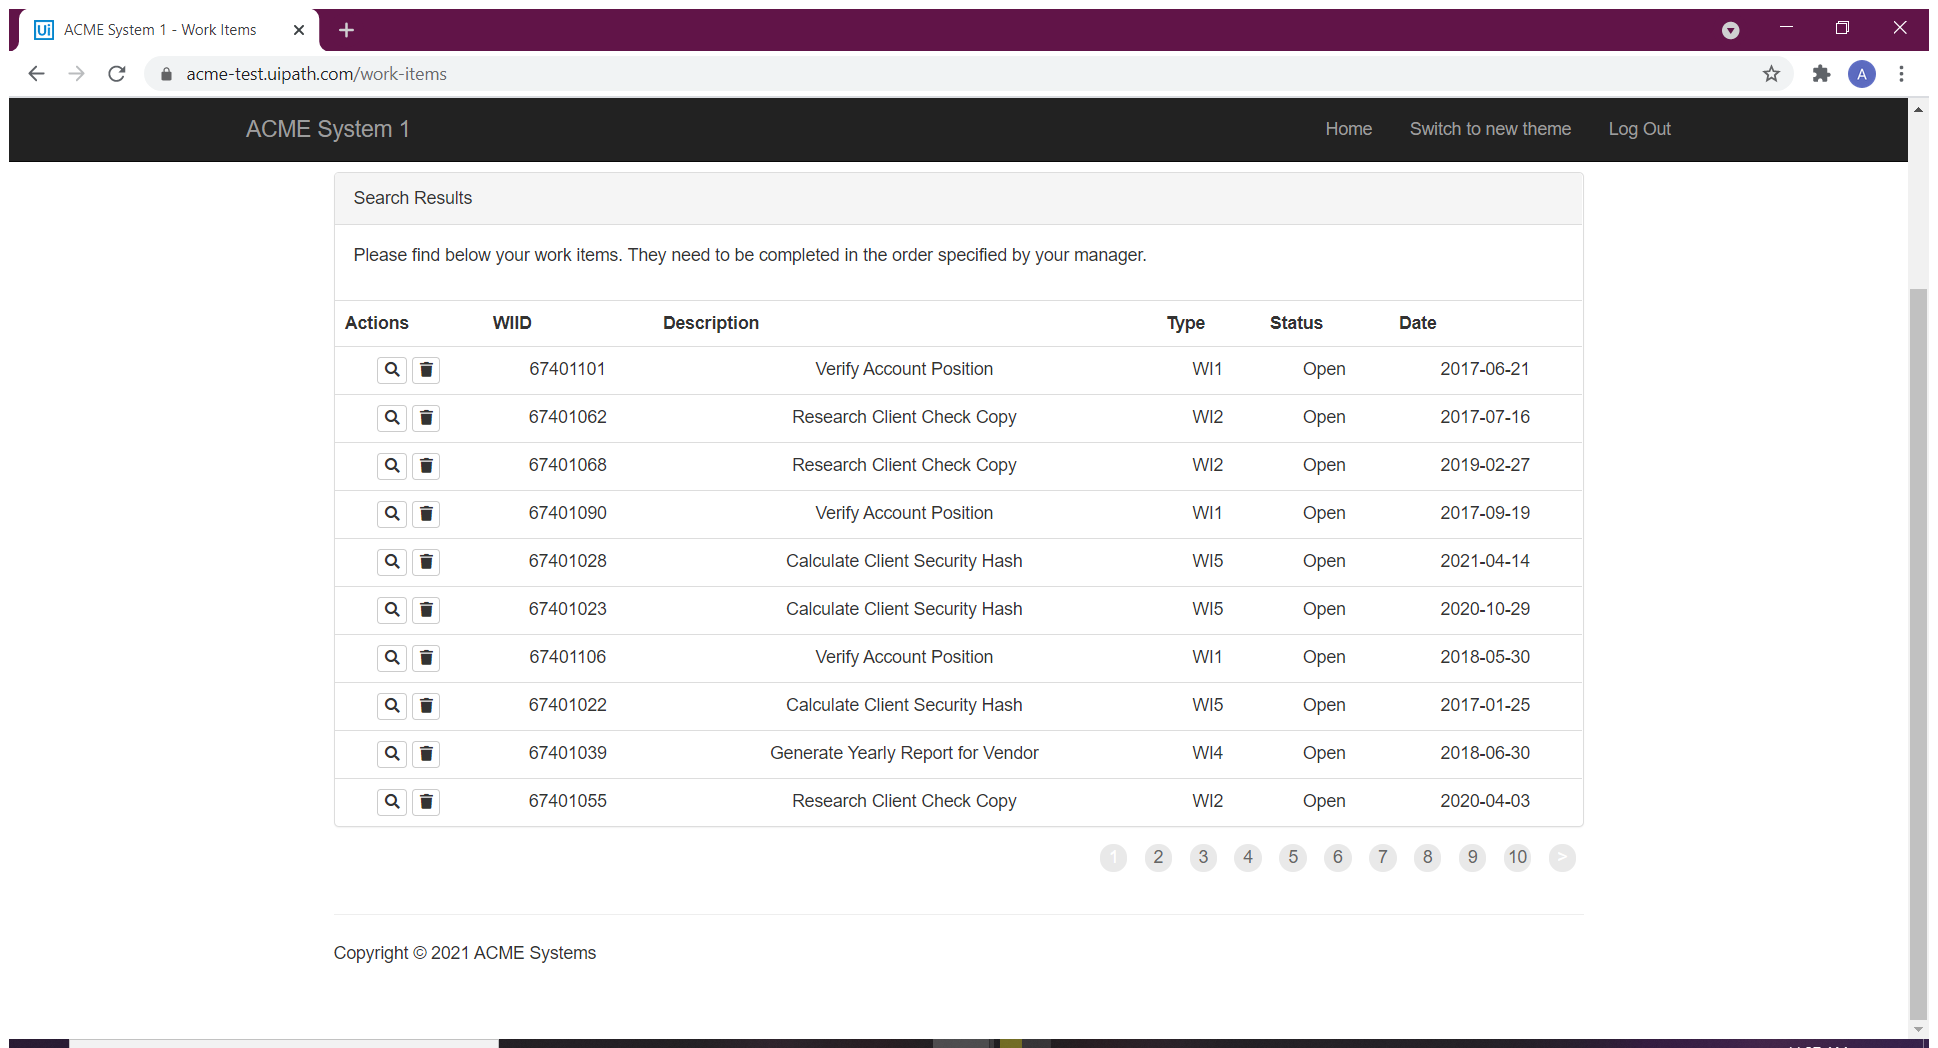 Ui ACME System 1 - Work Items
acme-test.uipath.com/work-items
A
ACME System 1 Home Switch to new theme Log Out
Search Results
Please find below your work items. They need to be completed in the order specified by your manager.
Actions WIID Description Type Status Date
67401101 Verify Account Position WI1 Open 2017-06-21
67401062 Research Client Check Copy WI2 Open 2017-07-16
67401068 Research Client Check Copy WI2 Open 2019-02-27
67401090 Verify Account Position WI1 Open 2017-09-19
67401028 Calculate Client Security Hash WI5 Open 2021-04-14
67401023 Calculate Client Security Hash WI5 Open 2020-10-29
67401106 Verify Account Position WI1 Open 2018-05-30
67401022 Calculate Client Security Hash WI5 Open 2017-01-25
67401039 Generate Yearly Report for Vendor WI4 Open 2018-06-30
67401055 Research Client Check Copy WI2 Open 2020-04-03
1 2 3 4 5 6 7 8 9 10 >
Copyright © 2021 ACME Systems